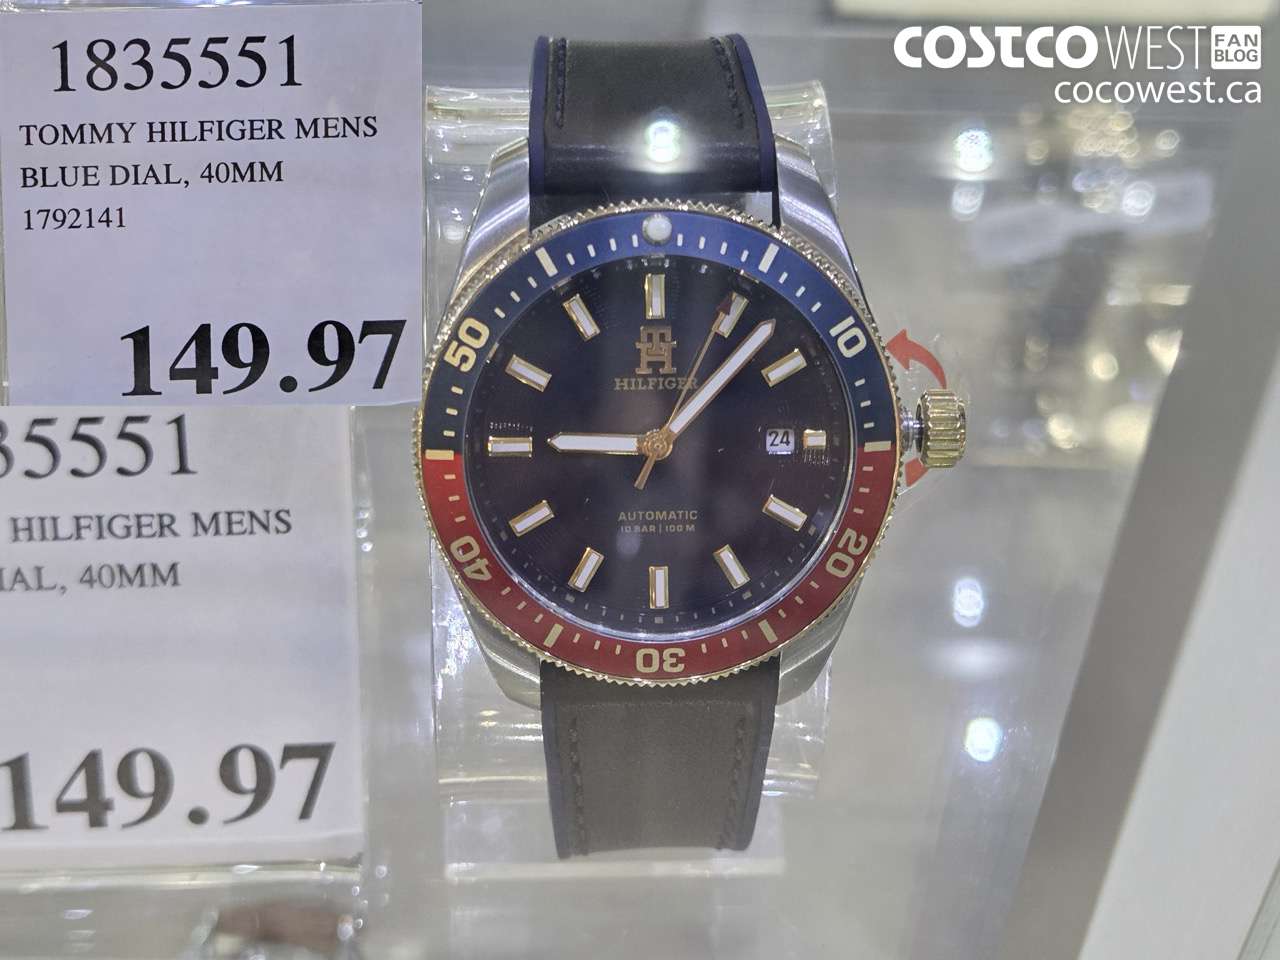 1835551
TOMMY HILFIGER MENS
BLUE DIAL, 40MM
1792141
149.97
35551
HILFIGER MENS
IAL, 40MM
149.97
COSTCO WEST FAN BLOG
cocowest.ca
10
20
30
40
50
HILFIGER
24
AUTOMATIC
10 BAR | 100 M